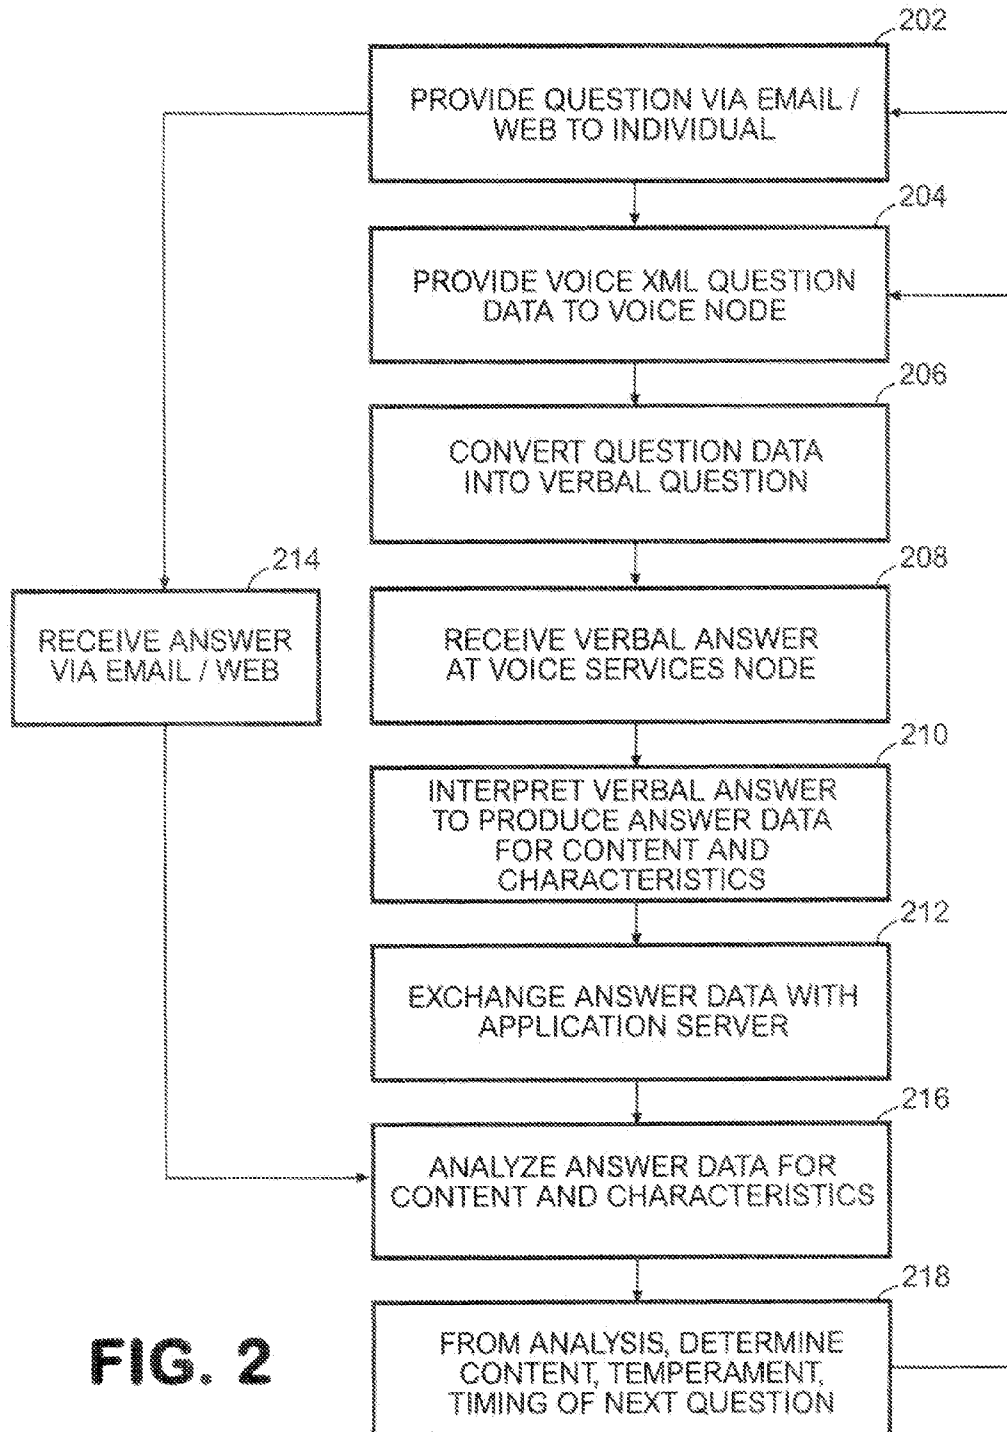 202
PROVIDE QUESTION VIA EMAIL /
WEB TO INDIVIDUAL
204
PROVIDE VOICE XML QUESTION
DATA TO VOICE NODE
206
CONVERT QUESTION DATA
INTO VERBAL QUESTION
214
RECEIVE ANSWER
VIA EMAIL / WEB
208
RECEIVE VERBAL ANSWER
AT VOICE SERVICES NODE
210
INTERPRET VERBAL ANSWER
TO PRODUCE ANSWER DATA
FOR CONTENT AND
CHARACTERISTICS
212
EXCHANGE ANSWER DATA WITH
APPLICATION SERVER
216
ANALYZE ANSWER DATA FOR
CONTENT AND CHARACTERISTICS
218
FROM ANALYSIS, DETERMINE
CONTENT, TEMPERAMENT,
TIMING OF NEXT QUESTION
FIG. 2